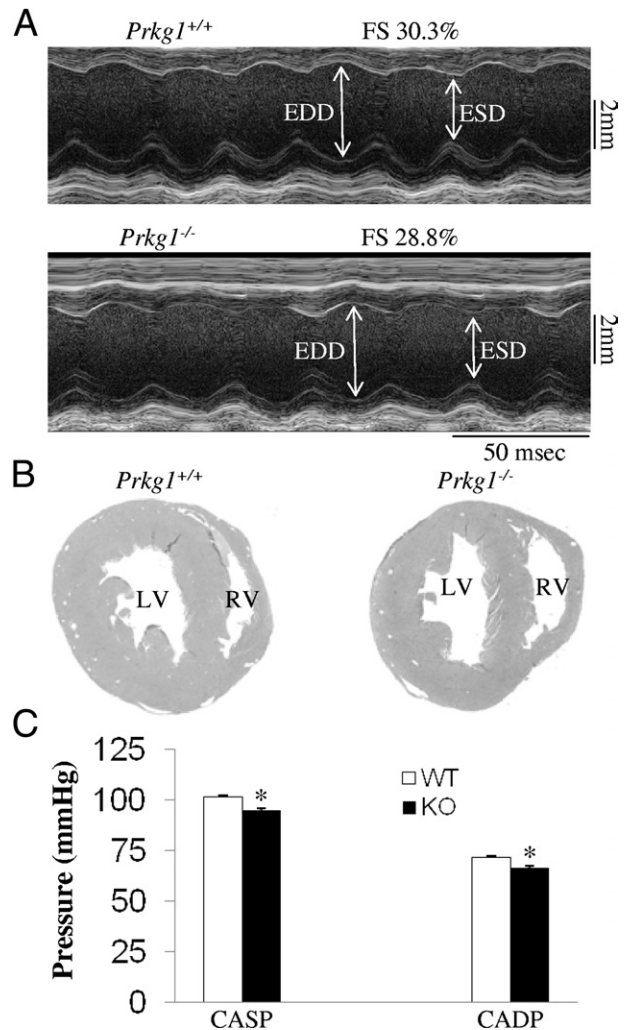 A
Prkg1+/+ FS 30.3%
EDD ESD
2mm
Prkg1-/- FS 28.8%
EDD ESD
2mm
50 msec
B
Prkg1+/+ Prkg1-/-
LV RV LV RV
C
Pressure (mmHg)
125
100
75
50
25
0
WT
KO
* *
CASP CADP